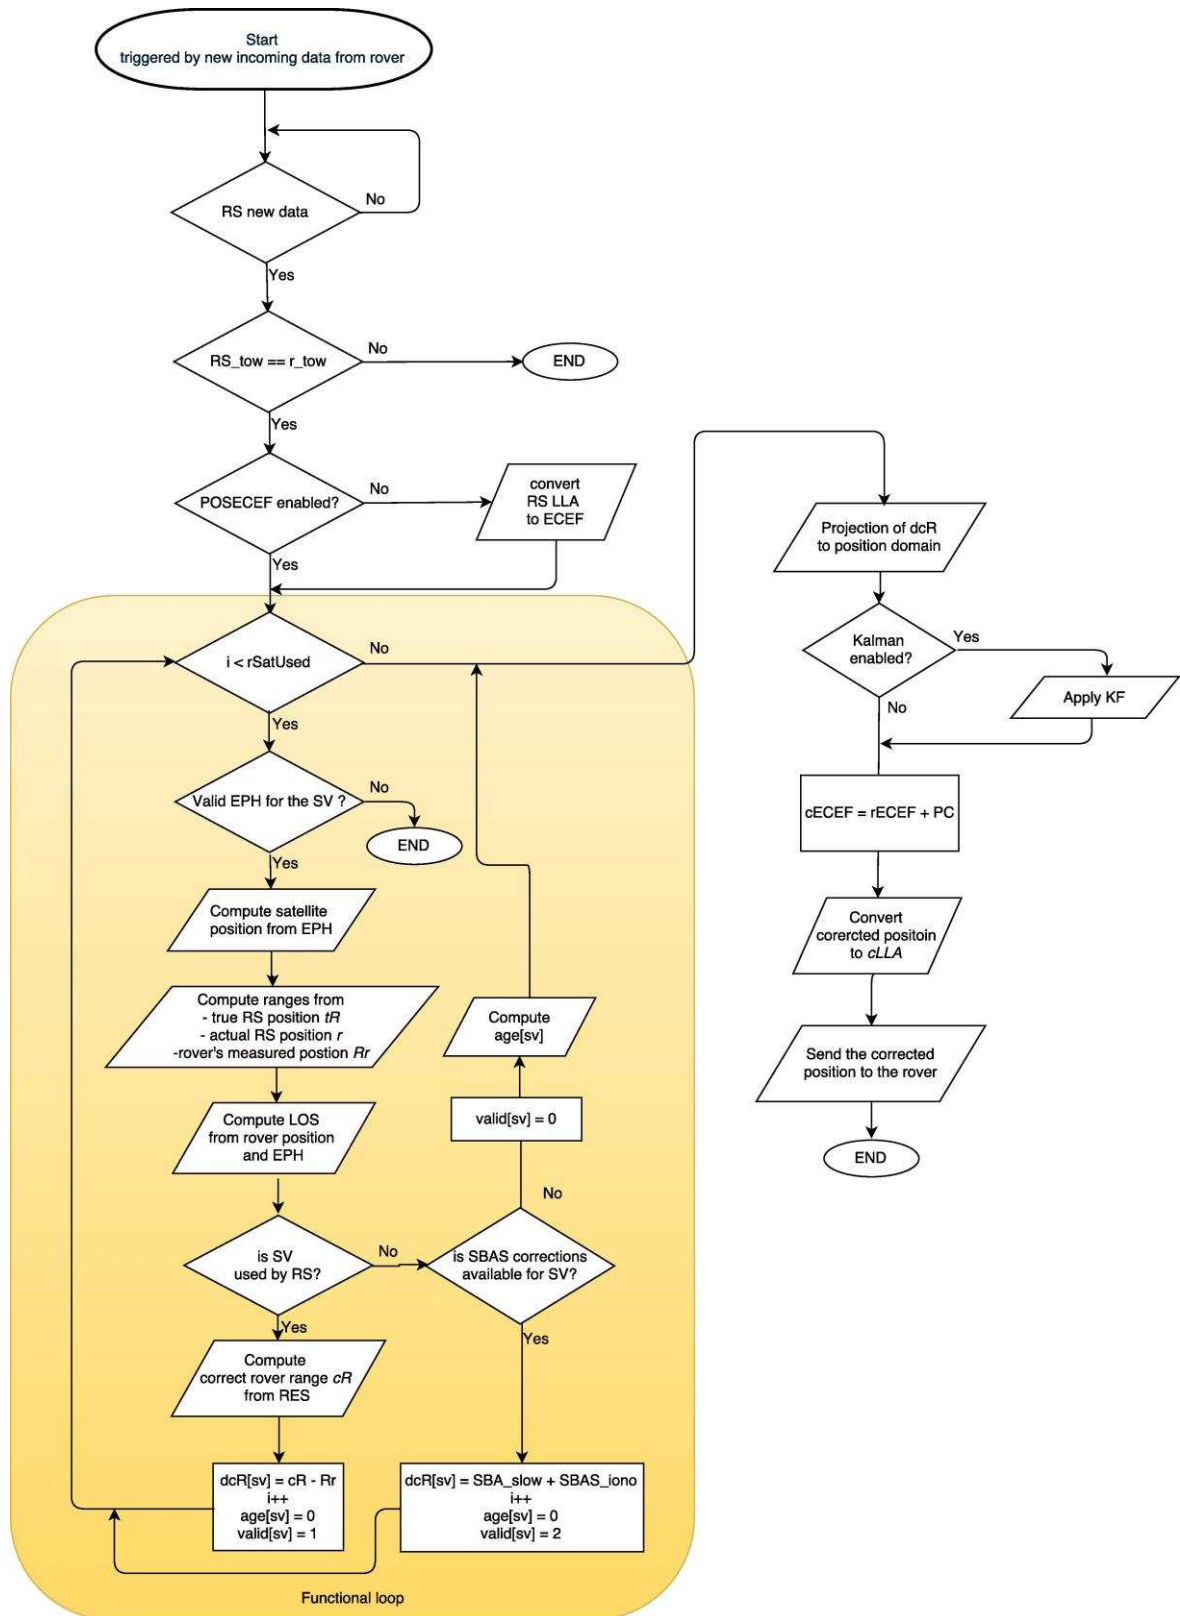 Start
triggered by new incoming data from rover
RS new data
No
Yes
RS_tow == r_tow
No
END
Yes
POSECEF enabled?
No
convert
RS LLA
to ECEF
Yes
i < rSatUsed
No
Yes
Valid EPH for the SV ?
No
END
Yes
Compute satellite
position from EPH
Compute ranges from
- true RS position tR
- actual RS position r
-rover's measured postion Rr
Compute LOS
from rover position
and EPH
is SV
used by RS?
No
is SBAS corrections
available for SV?
No
valid[sv] = 0
Compute
age[sv]
Yes
Yes
Compute
correct rover range cR
from RES
dcR[sv] = cR - Rr
i++
age[sv] = 0
valid[sv] = 1
dcR[sv] = SBA_slow + SBAS_iono
i++
age[sv] = 0
valid[sv] = 2
Functional loop
Projection of dcR
to position domain
Kalman
enabled?
Yes
Apply KF
No
cECEF = rECEF + PC
Convert
corercted positoin
to cLLA
Send the corrected
position to the rover
END